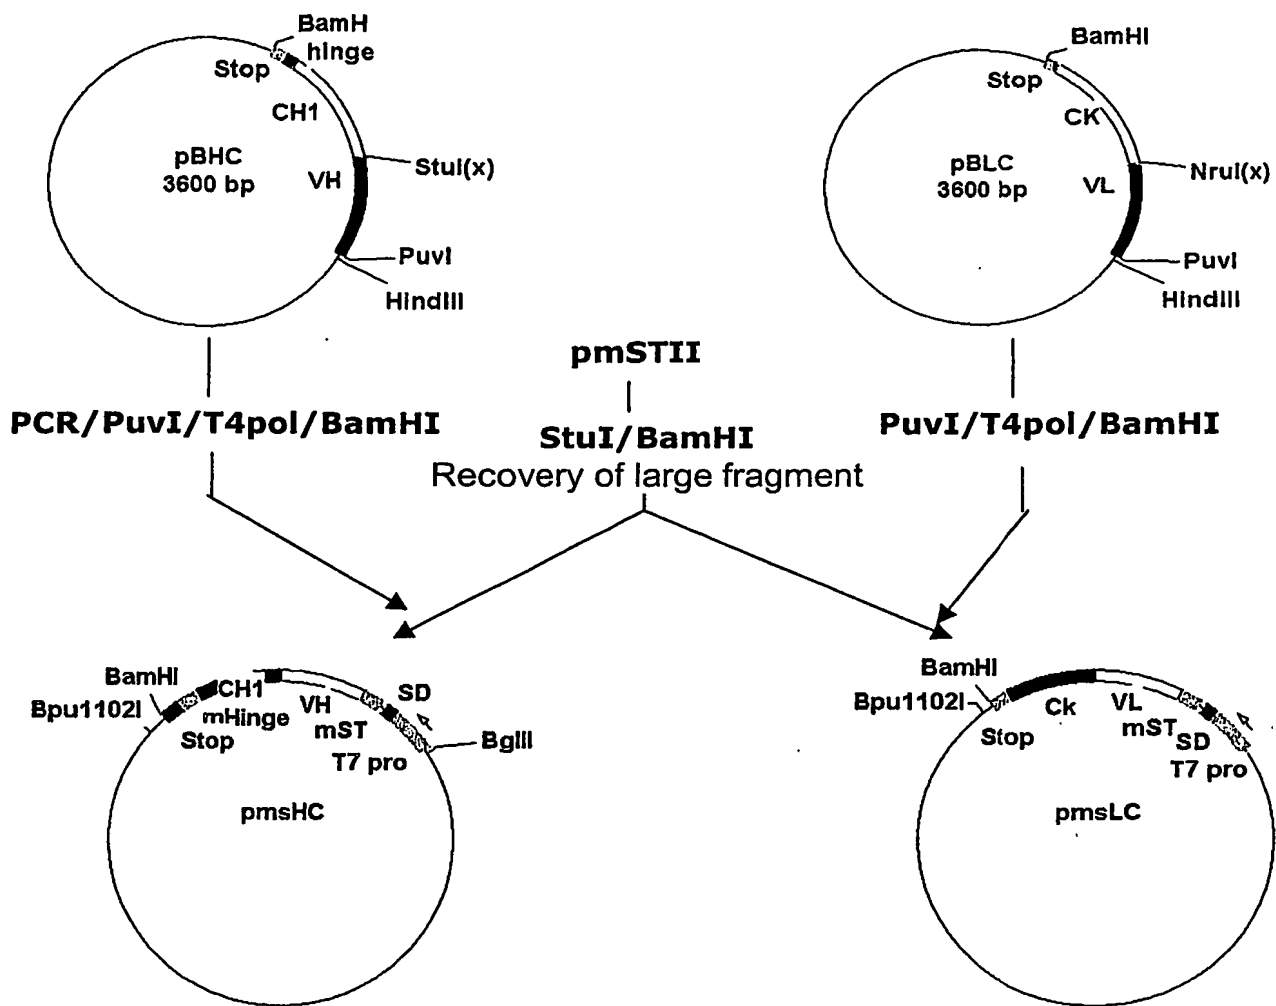 BamH
hinge
Stop
CH1
pBHC
3600 bp
VH
StuI(x)
PuvI
HindIII
BamHI
Stop
CK
pBLC
3600 bp
VL
NruI(x)
PuvI
HindIII
pmSTII
PCR/PuvI/T4pol/BamHI
StuI/BamHI
Recovery of large fragment
PuvI/T4pol/BamHI
BamHI
Bpu1102I
CH1
mHinge
Stop
VH
mST
SD
T7 pro
BglII
pmsHC
BamHI
Bpu1102I
Stop
Ck
VL
mST
SD
T7 pro
pmsLC